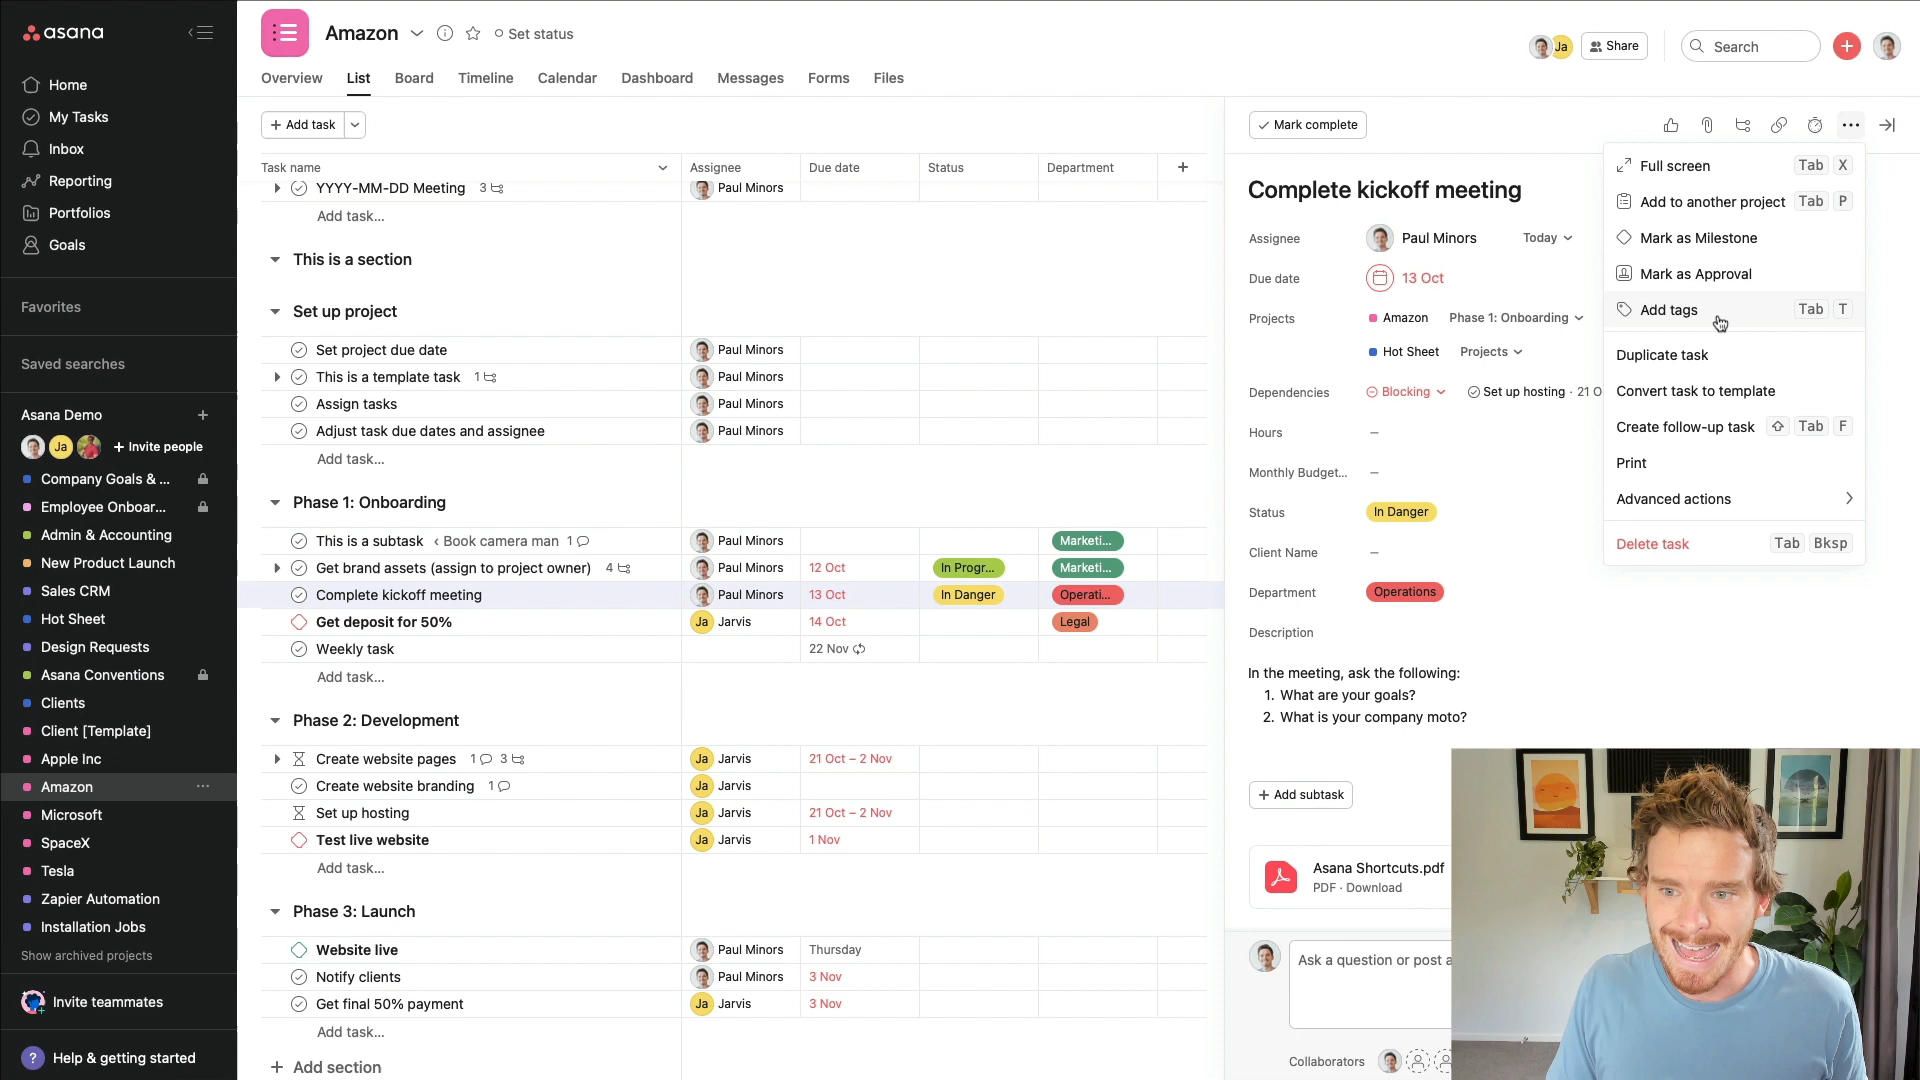 asana
Home
My Tasks
Inbox
Reporting
Portfolios
Goals
Favorites
Saved searches
Asana Demo
Ja
Invite people
Company Goals & ...
Employee Onboar...
Admin & Accounting
New Product Launch
Sales CRM
Hot Sheet
Design Requests
Asana Conventions
Clients
Client [Template]
Apple Inc
Amazon
Microsoft
SpaceX
Tesla
Zapier Automation
Installation Jobs
Show archived projects
Invite teammates
? Help & getting started
Amazon
Set status
Overview List Board Timeline Calendar Dashboard Messages Forms Files
Ja
Share
Search
+ Add task
Task name Assignee Due date Status Department +
YYYY-MM-DD Meeting 3 Paul Minors
Add task...
This is a section
Set up project
Set project due date Paul Minors
This is a template task 1 Paul Minors
Assign tasks Paul Minors
Adjust task due dates and assignee Paul Minors
Add task...
Phase 1: Onboarding
This is a subtask ‹ Book camera man 1 Paul Minors Marketi...
Get brand assets (assign to project owner) 4 Paul Minors 12 Oct In Progr... Marketi...
Complete kickoff meeting Paul Minors 13 Oct In Danger Operati...
Get deposit for 50% Ja Jarvis 14 Oct Legal
Weekly task 22 Nov
Add task...
Phase 2: Development
Create website pages 1 3 Ja Jarvis 21 Oct – 2 Nov
Create website branding 1 Ja Jarvis
Set up hosting Ja Jarvis 21 Oct – 2 Nov
Test live website Ja Jarvis 1 Nov
Add task...
Phase 3: Launch
Website live Paul Minors Thursday
Notify clients Paul Minors 3 Nov
Get final 50% payment Ja Jarvis 3 Nov
Add task...
+ Add section
Mark complete
Complete kickoff meeting
Assignee Paul Minors Today
Due date 13 Oct
Projects Amazon Phase 1: Onboarding
Hot Sheet Projects
Dependencies Blocking Set up hosting · 21 O
Hours —
Monthly Budget... —
Status In Danger
Client Name —
Department Operations
Description
In the meeting, ask the following:
1. What are your goals?
2. What is your company moto?
+ Add subtask
Asana Shortcuts.pdf
PDF · Download
Ask a question or post a
Collaborators
Full screen Tab X
Add to another project Tab P
Mark as Milestone
Mark as Approval
Add tags Tab T
Duplicate task
Convert task to template
Create follow-up task Tab F
Print
Advanced actions
Delete task Tab Bksp